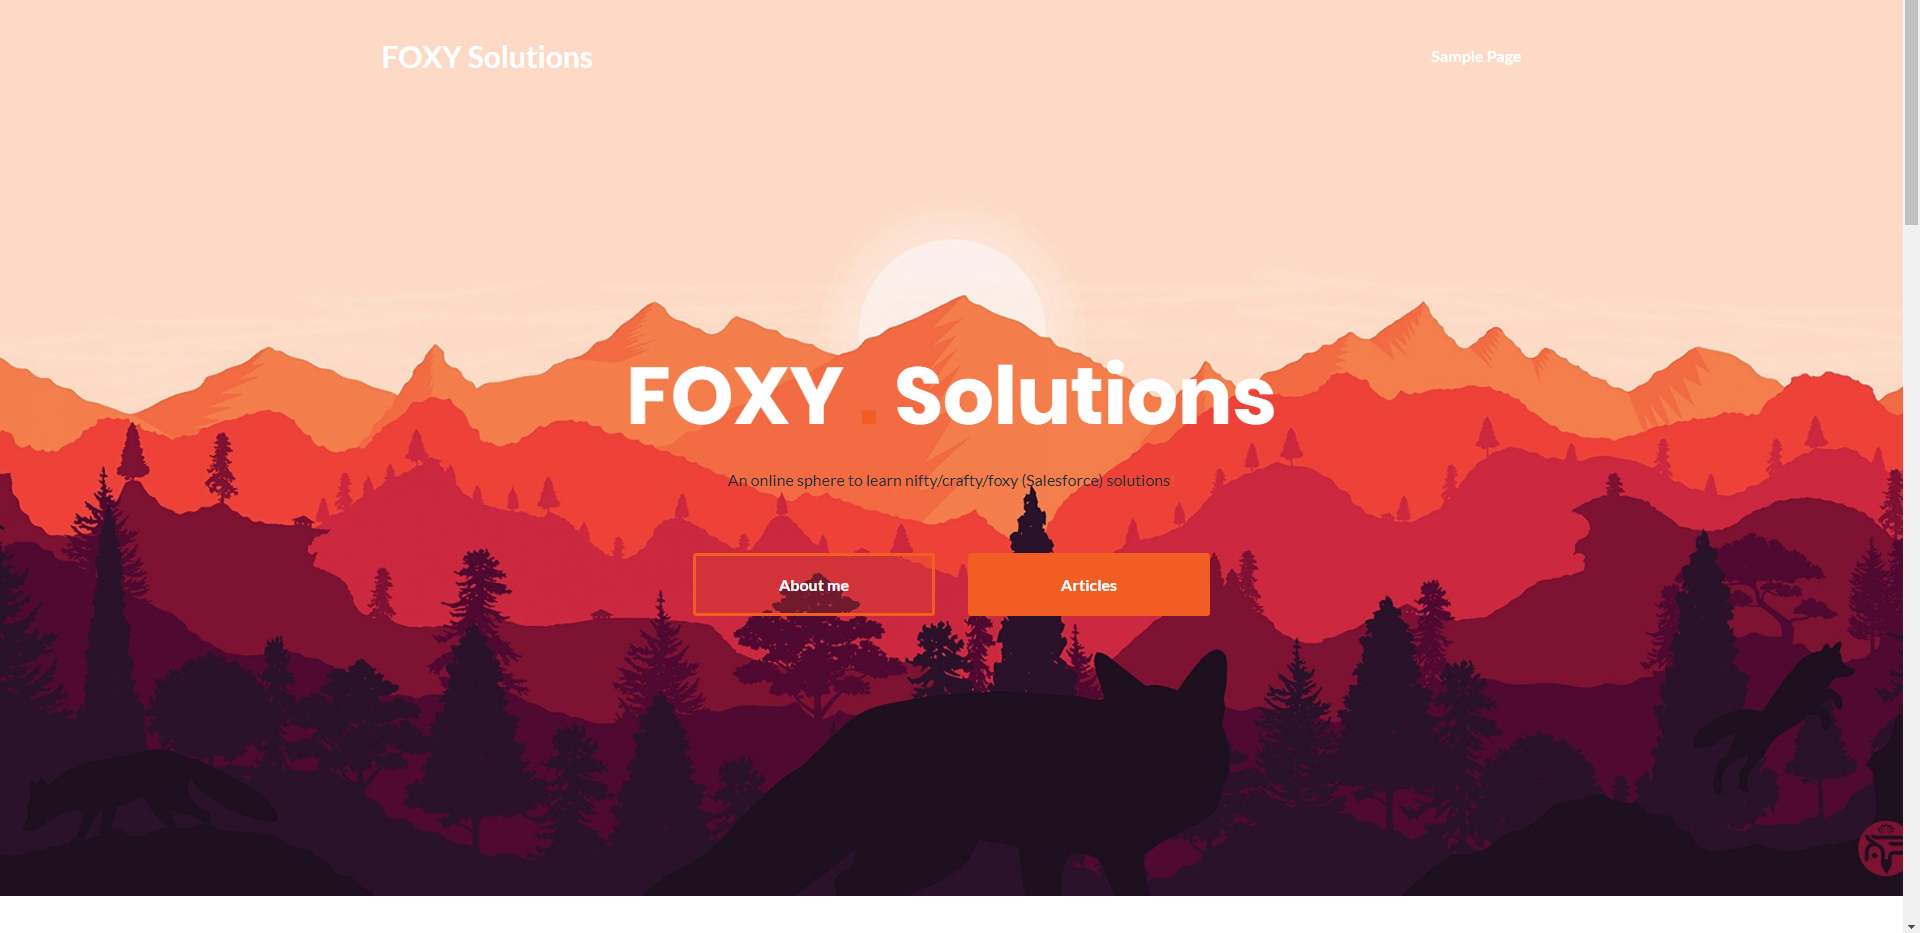 FOXY Solutions
Sample Page
FOXY . Solutions
An online sphere to learn nifty/crafty/foxy (Salesforce) solutions
About me
Articles